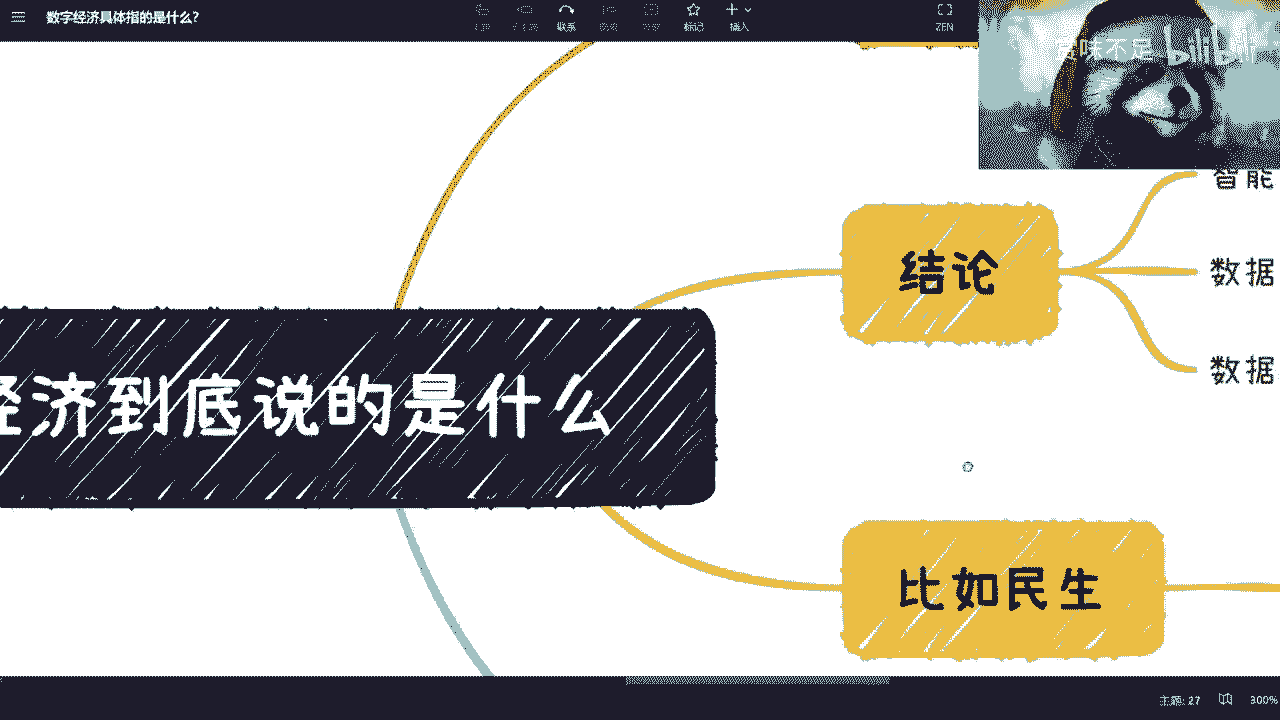 数字经济具体指的是什么?
联系
标记
插入
ZEN
赏味不足 bilibili
智能
结论
数据
数据
经济到底说的是什么
比如民生
主题: 27
300%